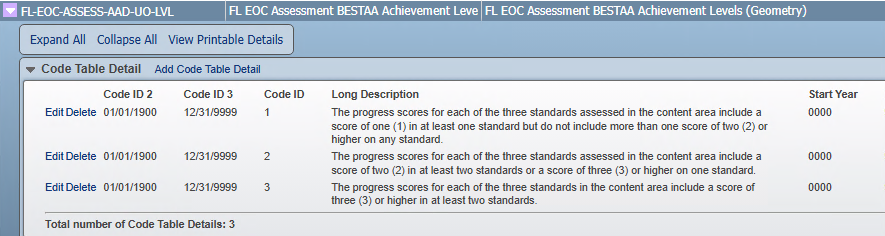 FL-EOC-ASSESS-AAD-UO-LVL FL EOC Assessment BESTAA Achievement Leve FL EOC Assessment BESTAA Achievement Levels (Geometry)
Expand All Collapse All View Printable Details
Code Table Detail Add Code Table Detail
Code ID 2 Code ID 3 Code ID Long Description Start Year
Edit Delete 01/01/1900 12/31/9999 1 The progress scores for each of the three standards assessed in the content area include a 0000
score of one (1) in at least one standard but do not include more than one score of two (2) or
higher on any standard.
Edit Delete 01/01/1900 12/31/9999 2 The progress scores for each of the three standards assessed in the content area include a 0000
score of two (2) in at least two standards or a score of three (3) or higher on one standard.
Edit Delete 01/01/1900 12/31/9999 3 The progress scores for each of the three standards in the content area include a score of 0000
three (3) or higher in at least two standards.
Total number of Code Table Details: 3